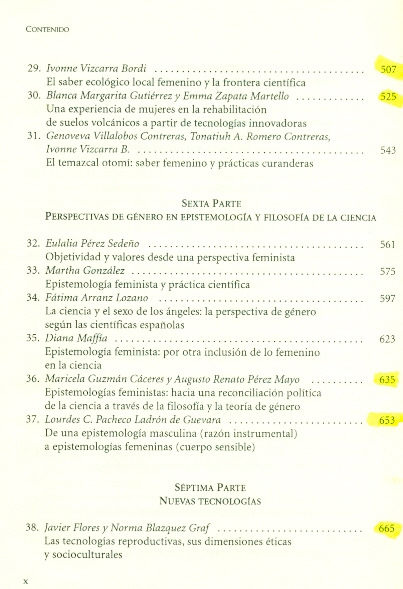 CONTENIDO
29. Ivonne Vizcarra Bordi ........................................ 507
El saber ecológico local femenino y la frontera científica
30. Blanca Margarita Gutiérrez y Emma Zapata Martello ............. 525
Una experiencia de mujeres en la rehabilitación
de suelos volcánicos a partir de tecnologías innovadoras
31. Genoveva Villalobos Contreras, Tonatiuh A. Romero Contreras,
Ivonne Vizcarra B. ........................................... 543
El temazcal otomí: saber femenino y prácticas curanderas
SEXTA PARTE
PERSPECTIVAS DE GÉNERO EN EPISTEMOLOGÍA Y FILOSOFÍA DE LA CIENCIA
32. Eulalia Pérez Sedeño ........................................ 561
Objetividad y valores desde una perspectiva feminista
33. Martha González ............................................ 575
Epistemología feminista y práctica científica
34. Fátima Arranz Lozano ....................................... 597
La ciencia y el sexo de los ángeles: la perspectiva de género
según las científicas españolas
35. Diana Maffía ................................................ 623
Epistemología feminista: por otra inclusión de lo femenino
en la ciencia
36. Maricela Guzmán Cáceres y Augusto Renato Pérez Mayo .......... 635
Epistemologías feministas: hacia una reconciliación política
de la ciencia a través de la filosofía y la teoría de género
37. Lourdes C. Pacheco Ladrón de Guevara ......................... 653
De una epistemología masculina (razón instrumental)
a epistemologías femeninas (cuerpo sensible)
SÉPTIMA PARTE
NUEVAS TECNOLOGÍAS
38. Javier Flores y Norma Blazquez Graf ........................... 665
Las tecnologías reproductivas, sus dimensiones éticas
y socioculturales
x